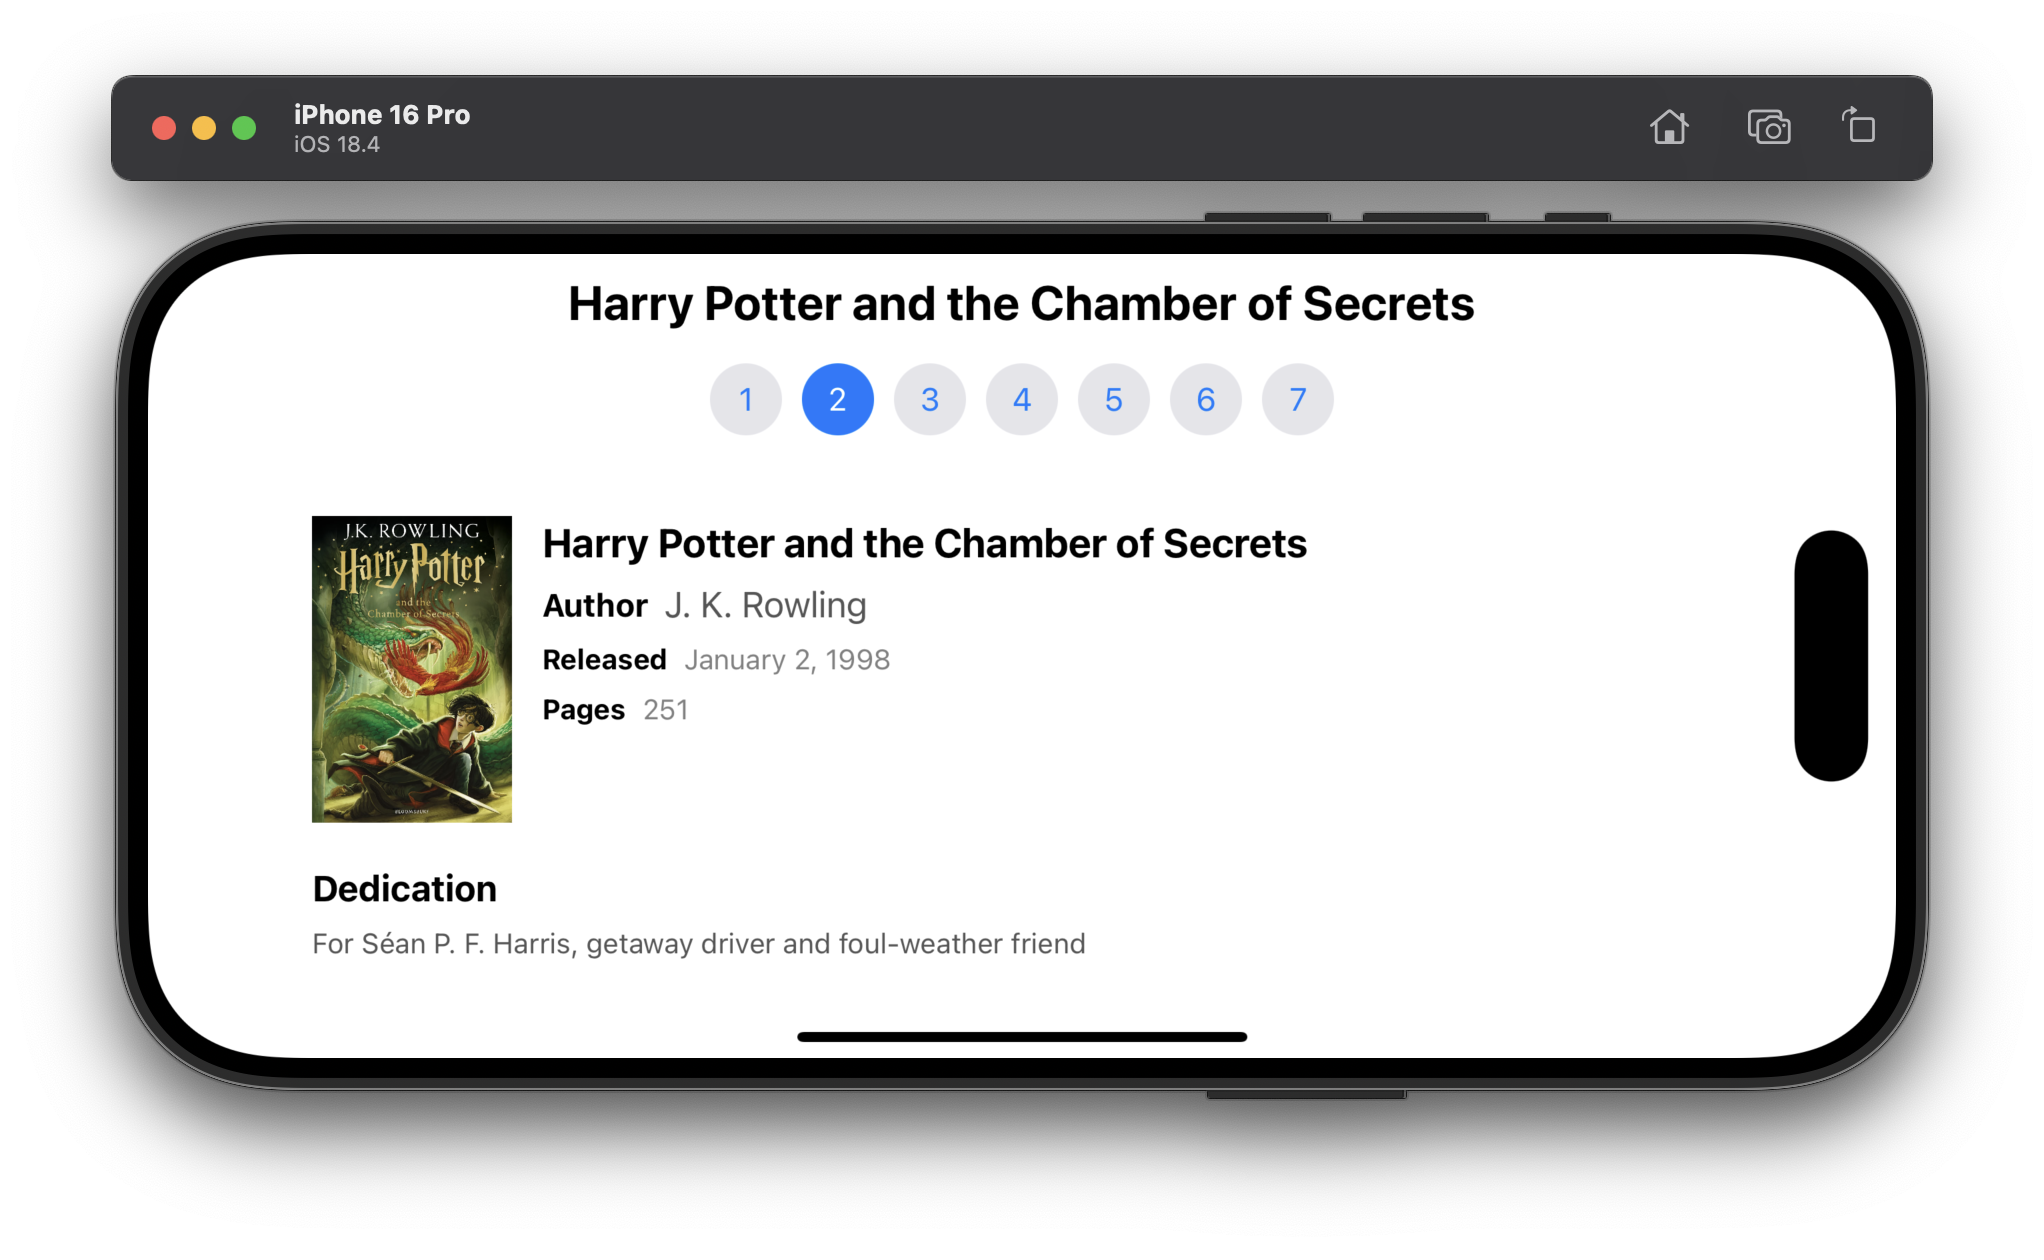 iPhone 16 Pro
iOS 18.4
Harry Potter and the Chamber of Secrets
1 2 3 4 5 6 7
J.K. ROWLING
Harry Potter
and the
Chamber of Secrets
Harry Potter and the Chamber of Secrets
Author J. K. Rowling
Released January 2, 1998
Pages 251
BLOOMSBURY
Dedication
For Séan P. F. Harris, getaway driver and foul-weather friend